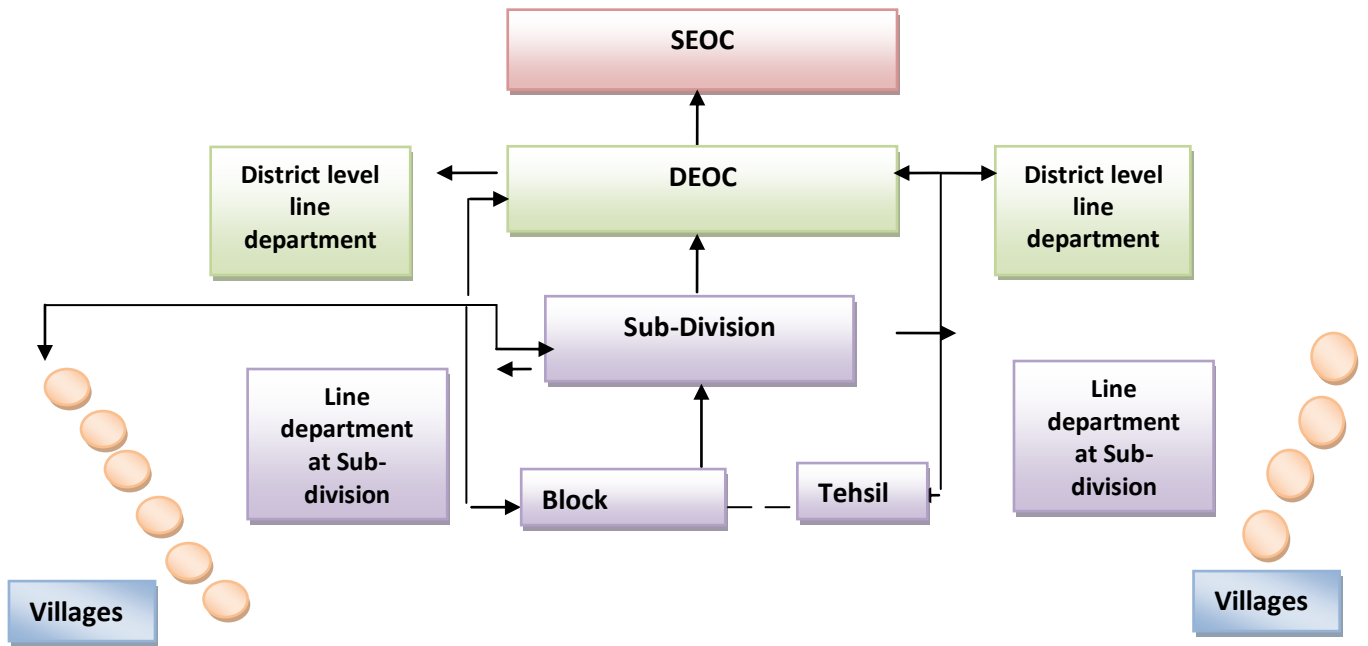 SEOC
District level
line
department
DEOC
District level
line
department
Sub-Division
Line
department
at Sub-
division
Line
department
at Sub-
division
Block
Tehsil
Villages
Villages